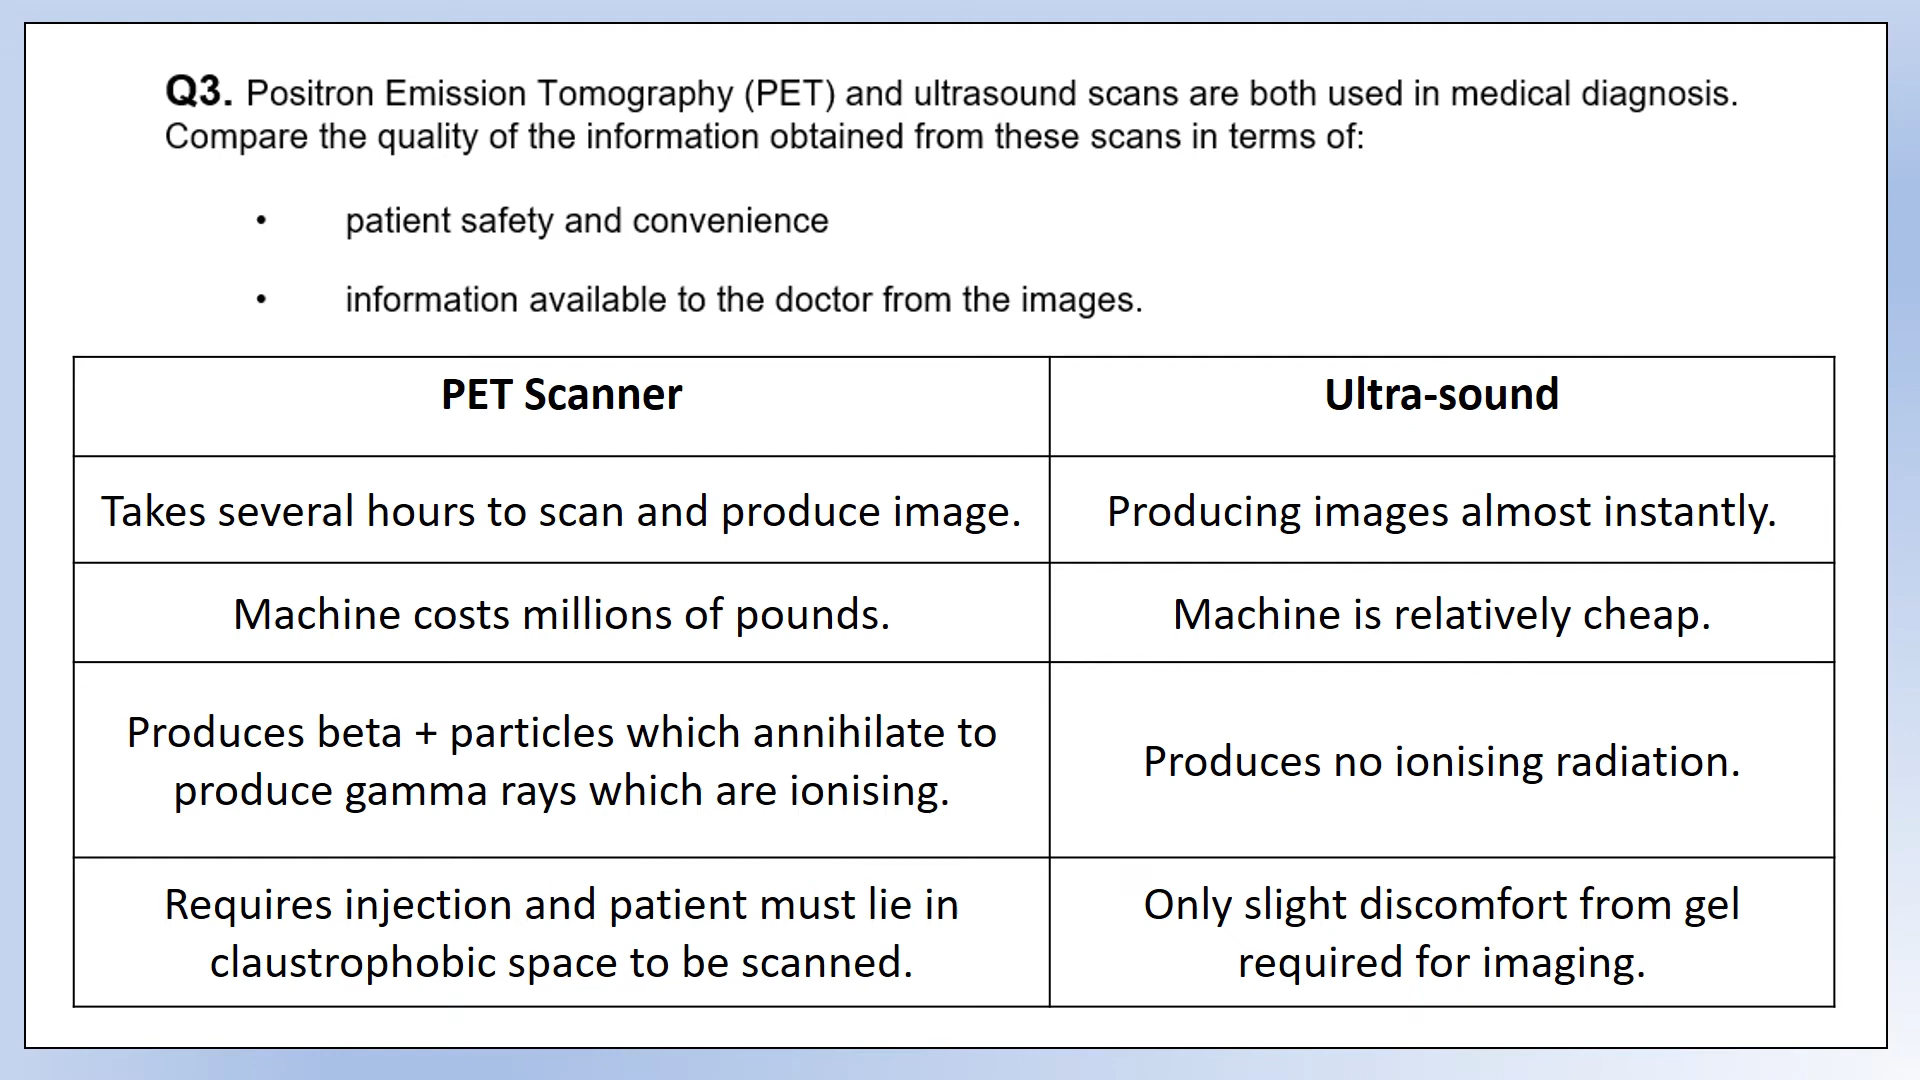 Q3. Positron Emission Tomography (PET) and ultrasound scans are both used in medical diagnosis.
Compare the quality of the information obtained from these scans in terms of:
• patient safety and convenience
• information available to the doctor from the images.
PET Scanner
Ultra-sound
Takes several hours to scan and produce image.
Producing images almost instantly.
Machine costs millions of pounds.
Machine is relatively cheap.
Produces beta + particles which annihilate to
produce gamma rays which are ionising.
Produces no ionising radiation.
Requires injection and patient must lie in
claustrophobic space to be scanned.
Only slight discomfort from gel
required for imaging.